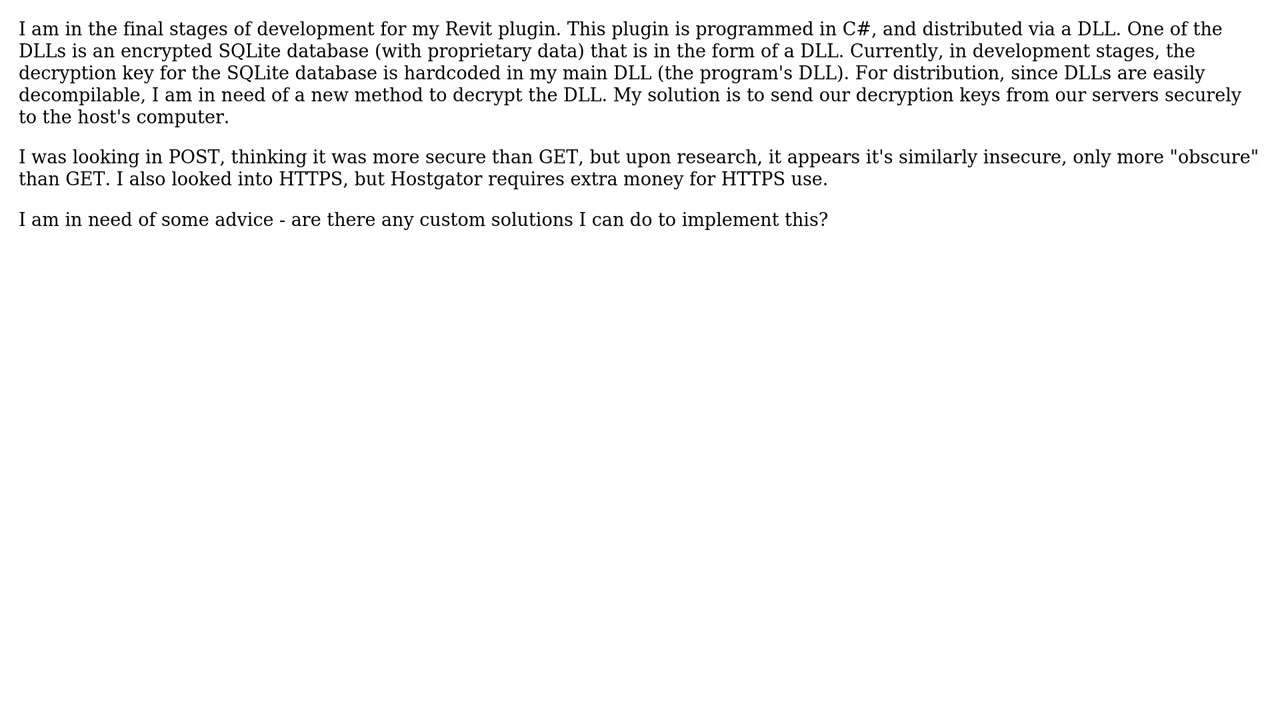 I am in the final stages of development for my Revit plugin. This plugin is programmed in C#, and distributed via a DLL. One of the
DLLs is an encrypted SQLite database (with proprietary data) that is in the form of a DLL. Currently, in development stages, the
decryption key for the SQLite database is hardcoded in my main DLL (the program's DLL). For distribution, since DLLs are easily
decompilable, I am in need of a new method to decrypt the DLL. My solution is to send our decryption keys from our servers securely
to the host's computer.
I was looking in POST, thinking it was more secure than GET, but upon research, it appears it's similarly insecure, only more "obscure"
than GET. I also looked into HTTPS, but Hostgator requires extra money for HTTPS use.
I am in need of some advice - are there any custom solutions I can do to implement this?